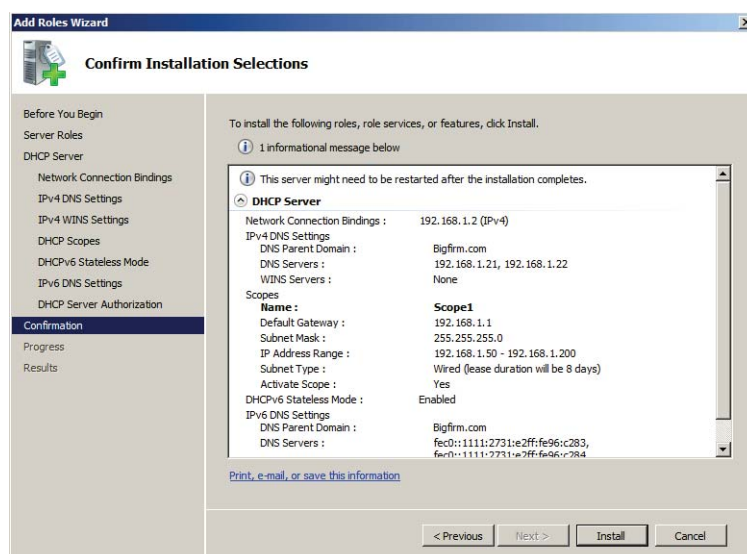 Add Roles Wizard
Confirm Installation Selections
Before You Begin
Server Roles
DHCP Server
Network Connection Bindings
IPv4 DNS Settings
IPv4 WINS Settings
DHCP Scopes
DHCPv6 Stateless Mode
IPv6 DNS Settings
DHCP Server Authorization
Confirmation
Progress
Results
To install the following roles, role services, or features, click Install.
1 informational message below
This server might need to be restarted after the installation completes.
DHCP Server
Network Connection Bindings : 192.168.1.2 (IPv4)
IPv4 DNS Settings
DNS Parent Domain : Bigfirm.com
DNS Servers : 192.168.1.21, 192.168.1.22
WINS Servers : None
Scopes
Name : Scope1
Default Gateway : 192.168.1.1
Subnet Mask : 255.255.255.0
IP Address Range : 192.168.1.50 - 192.168.1.200
Subnet Type : Wired (lease duration will be 8 days)
Activate Scope : Yes
DHCPv6 Stateless Mode : Enabled
IPv6 DNS Settings
DNS Parent Domain : Bigfirm.com
DNS Servers : fec0::1111:2731:e2ff:fe96:c283,
fec0::1111:2731:e2ff:fe96:c284
Print, e-mail, or save this information
< Previous
Next >
Install
Cancel